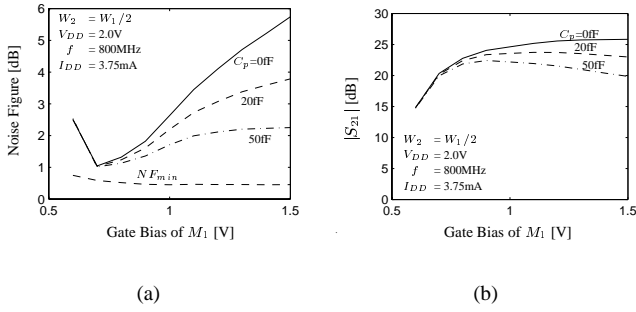 6
5
4
3
2
1
0
Noise Figure [dB]
W2 = W1/2
VDD = 2.0V
f = 800MHz
IDD = 3.75mA
Cp=0fF
20fF
50fF
NFmin
0.5
1
1.5
Gate Bias of M1 [V]
(a)
30
25
20
15
10
5
0
|S21| [dB]
Cp=0fF
20fF
50fF
W2 = W1/2
VDD = 2.0V
f = 800MHz
IDD = 3.75mA
0.5
1
1.5
Gate Bias of M1 [V]
(b)